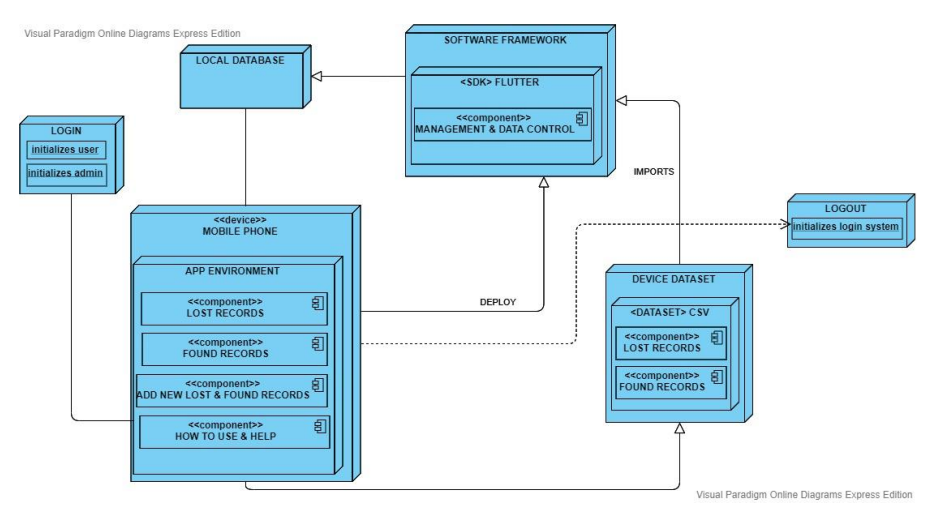 Visual Paradigm Online Diagrams Express Edition
SOFTWARE FRAMEWORK
<SDK> FLUTTER
<<component>>
MANAGEMENT & DATA CONTROL
LOCAL DATABASE
LOGIN
initializes user
initializes admin
IMPORTS
LOGOUT
initializes login system
<<device>>
MOBILE PHONE
APP ENVIRONMENT
<<component>>
LOST RECORDS
<<component>>
FOUND RECORDS
<<component>>
ADD NEW LOST & FOUND RECORDS
<<component>>
HOW TO USE & HELP
DEPLOY
DEVICE DATASET
<DATASET> CSV
<<component>>
LOST RECORDS
<<component>>
FOUND RECORDS
Visual Paradigm Online Diagrams Express Edition